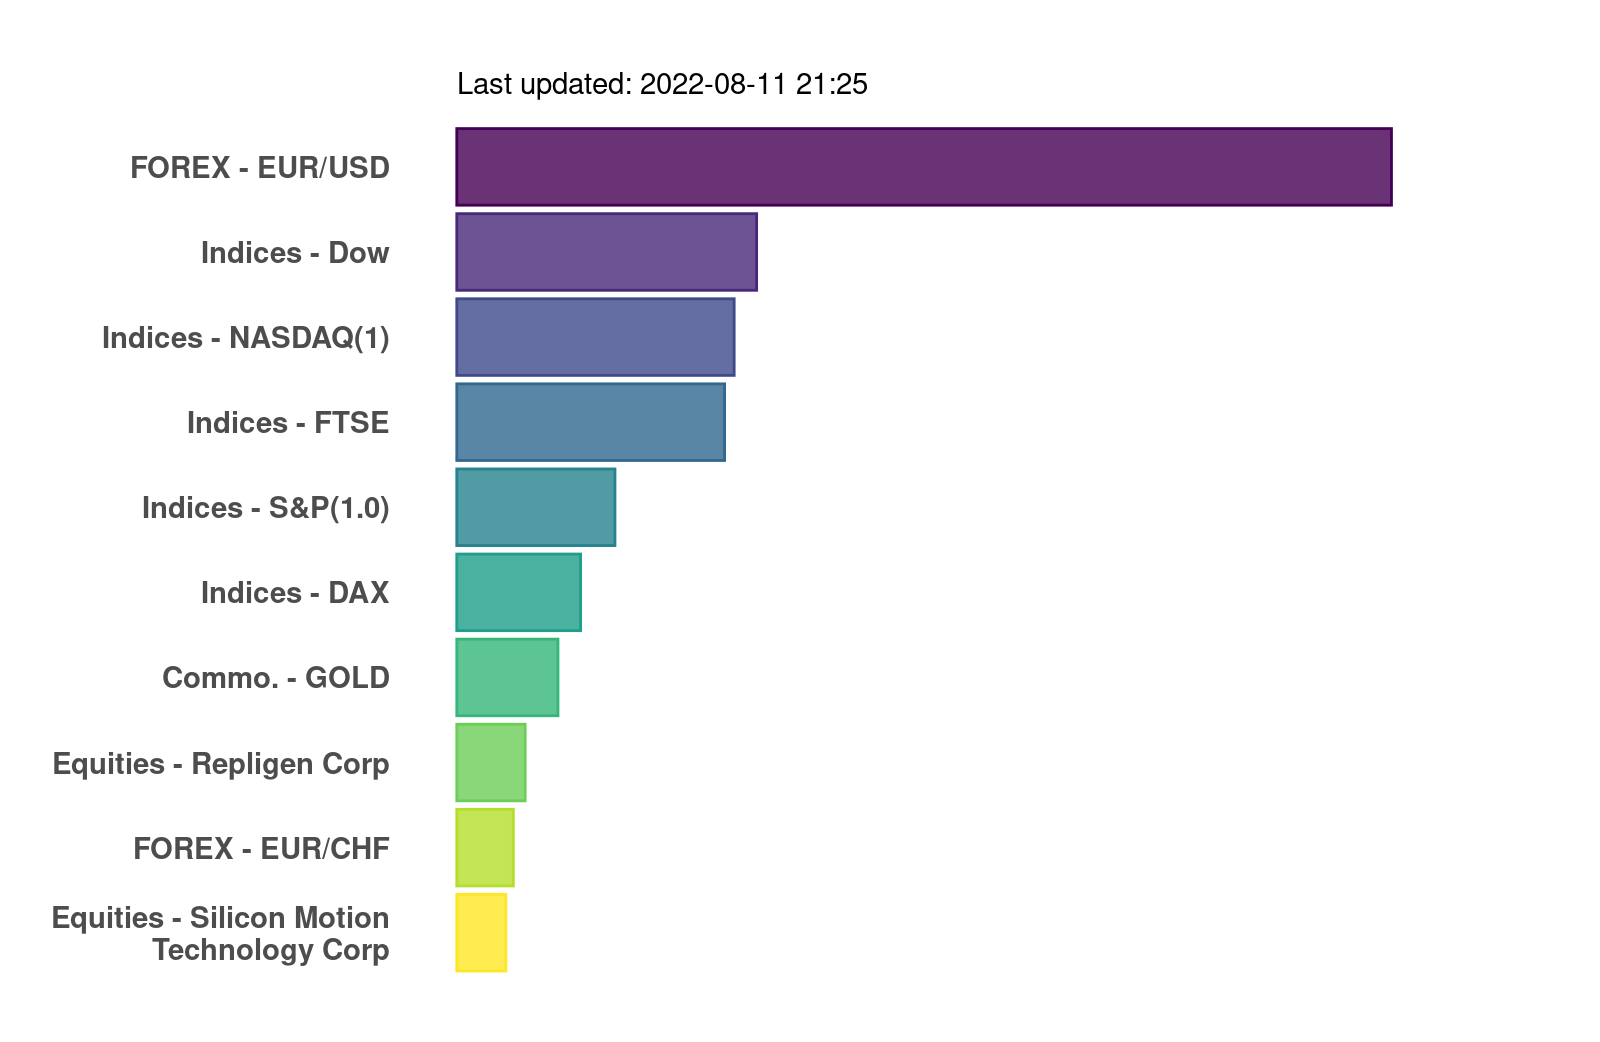 Last updated: 2022-08-11 21:25
FOREX - EUR/USD
Indices - Dow
Indices - NASDAQ(1)
Indices - FTSE
Indices - S&P(1.0)
Indices - DAX
Commo. - GOLD
Equities - Repligen Corp
FOREX - EUR/CHF
Equities - Silicon Motion
Technology Corp